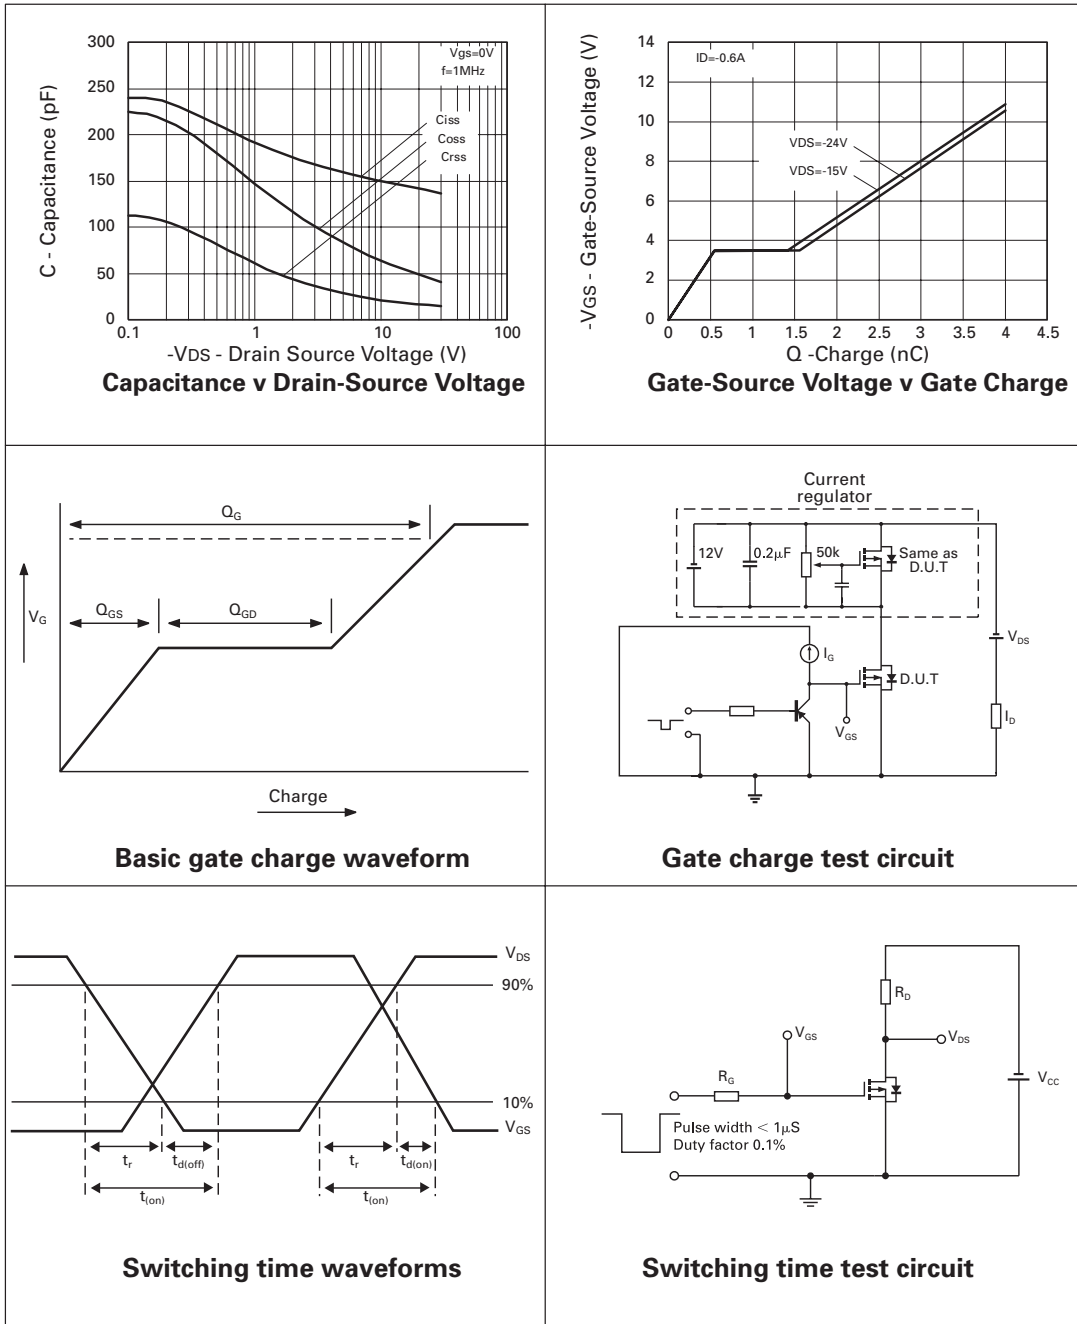 300
250
200
150
100
50
0
0.1
1
10
100
C - Capacitance (pF)
Vgs=0V
f=1MHz
Ciss
Coss
Crss
-VDS - Drain Source Voltage (V)
Capacitance v Drain-Source Voltage
14
12
10
8
6
4
2
0
0
0.5
1
1.5
2
2.5
3
3.5
4
4.5
-VGS - Gate-Source Voltage (V)
ID=-0.6A
VDS=-24V
VDS=-15V
Q -Charge (nC)
Gate-Source Voltage v Gate Charge
QG
QGS
QGD
VG
Charge
Basic gate charge waveform
Current
regulator
12V
0.2µF
50k
Same as
D.U.T
IG
D.U.T
VGS
VDS
ID
Gate charge test circuit
VDS
90%
10%
VGS
tr
td(off)
t(on)
tr
td(on)
t(on)
Switching time waveforms
RD
VGS
VDS
RG
VCC
Pulse width < 1µS
Duty factor 0.1%
Switching time test circuit